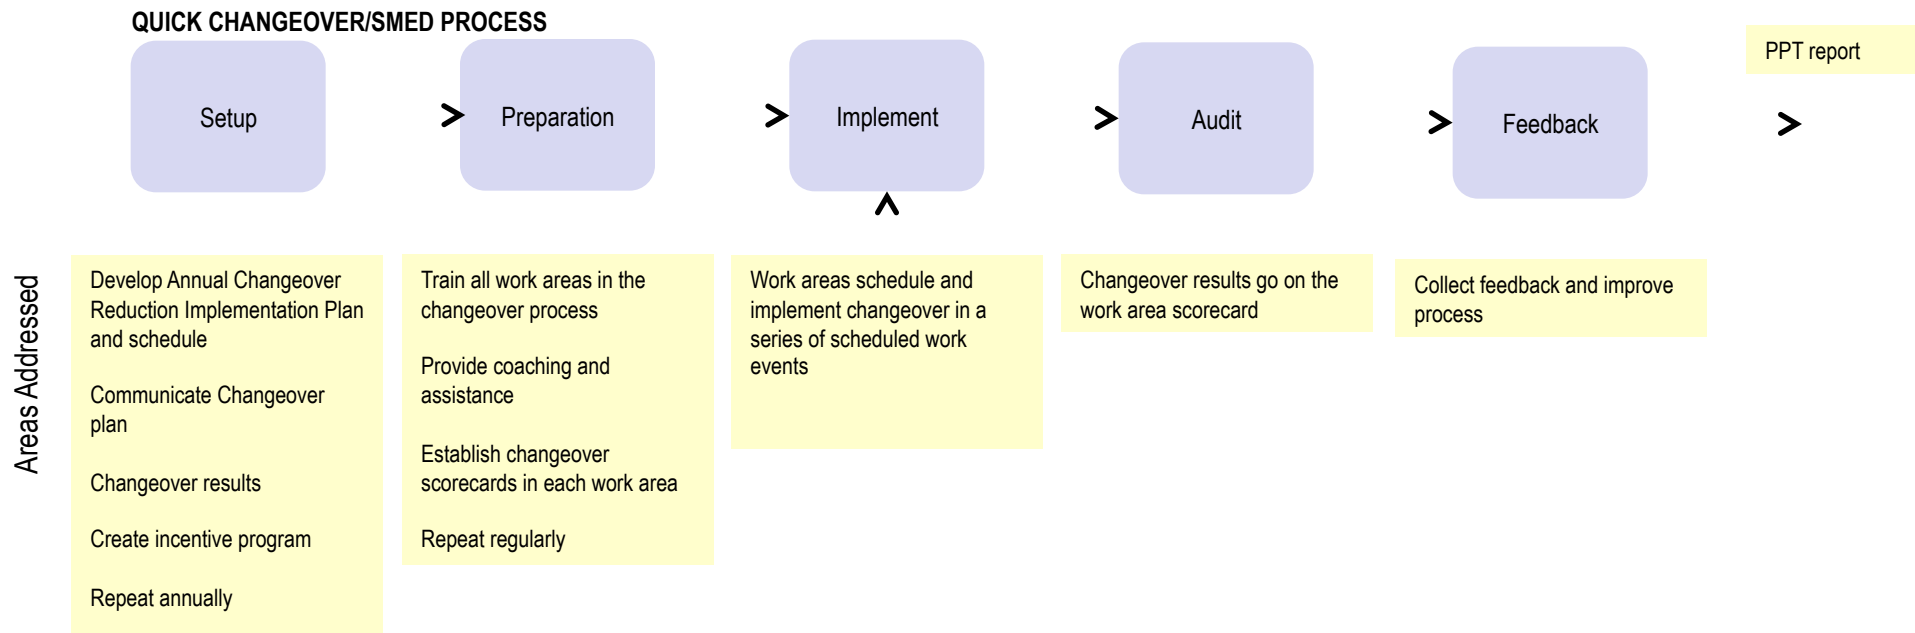 QUICK CHANGEOVER/SMED PROCESS
PPT report
Setup
Preparation
Implement
Audit
Feedback
Areas Addressed
Develop Annual Changeover
Reduction Implementation Plan
and schedule
Communicate Changeover
plan
Changeover results
Create incentive program
Repeat annually
Train all work areas in the
changeover process
Provide coaching and
assistance
Establish changeover
scorecards in each work area
Repeat regularly
Work areas schedule and
implement changeover in a
series of scheduled work
events
Changeover results go on the
work area scorecard
Collect feedback and improve
process